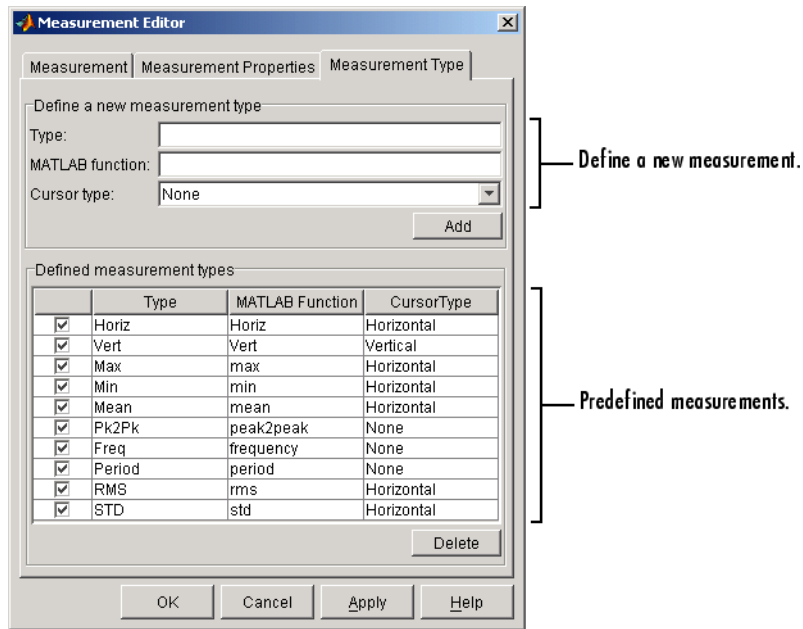 Measurement Editor
Measurement Measurement Properties Measurement Type
Define a new measurement type
Type:
MATLAB function:
Cursor type: None
Add
Define a new measurement.
Defined measurement types
Type MATLAB Function CursorType
Horiz Horiz Horizontal
Vert Vert Vertical
Max max Horizontal
Min min Horizontal
Mean mean Horizontal
Pk2Pk peak2peak None
Freq frequency None
Period period None
RMS rms Horizontal
STD std Horizontal
Predefined measurements.
Delete
OK Cancel Apply Help